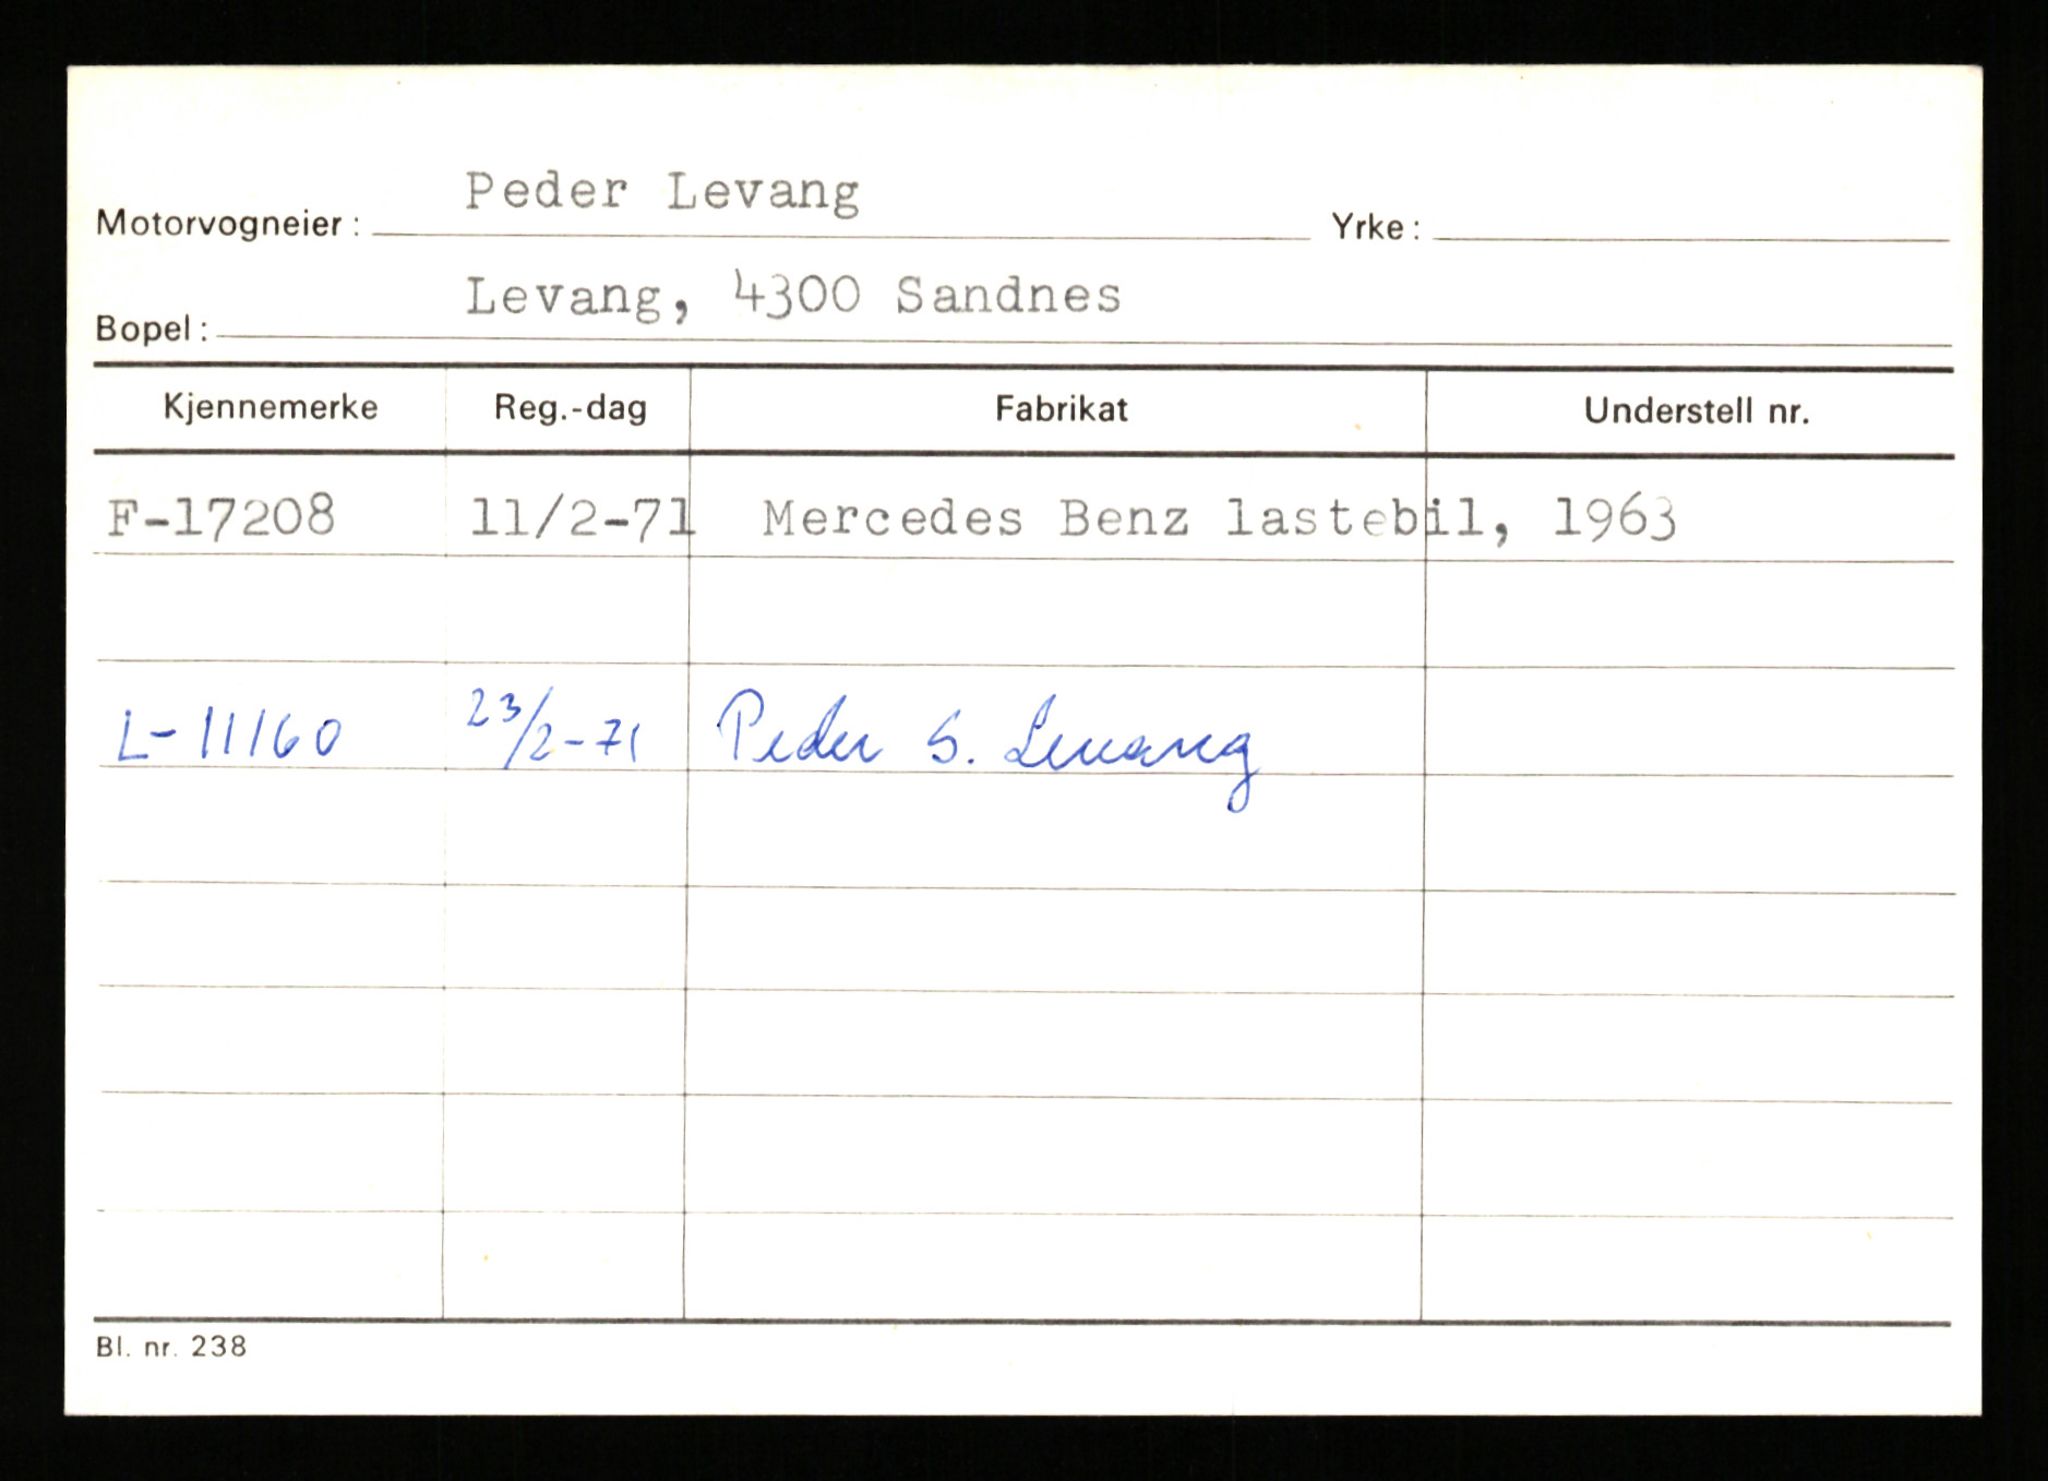 Peder Levang
Motorvogneier: Yrke:
Levang, 4300 Sandnes
Bopel:
Kjennemerke Reg.-dag Fabrikat Understell nr.
F-17208 11/2-71 Mercedes Benz lastebil, 1963
L-11160 23/2-71 Peder S. Levang
Bl. nr. 238